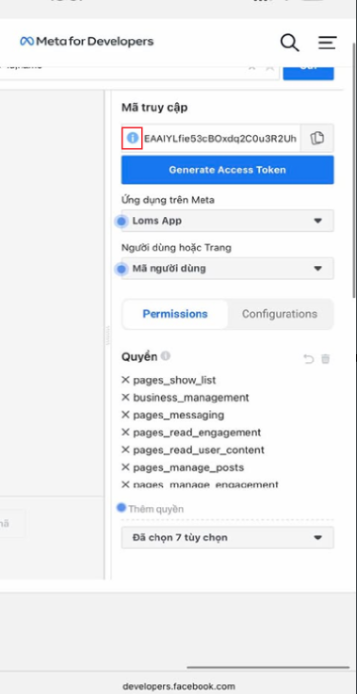 Meta for Developers
Mã truy cập
EAAIYLfie53cBOxdq2C0u3R2Uh
Generate Access Token
Ứng dụng trên Meta
Loms App
Người dùng hoặc Trang
Mã người dùng
Permissions
Configurations
Quyền
pages_show_list
business_management
pages_messaging
pages_read_engagement
pages_read_user_content
pages_manage_posts
pages_manage_engagement
Thêm quyền
Đã chọn 7 tùy chọn
developers.facebook.com